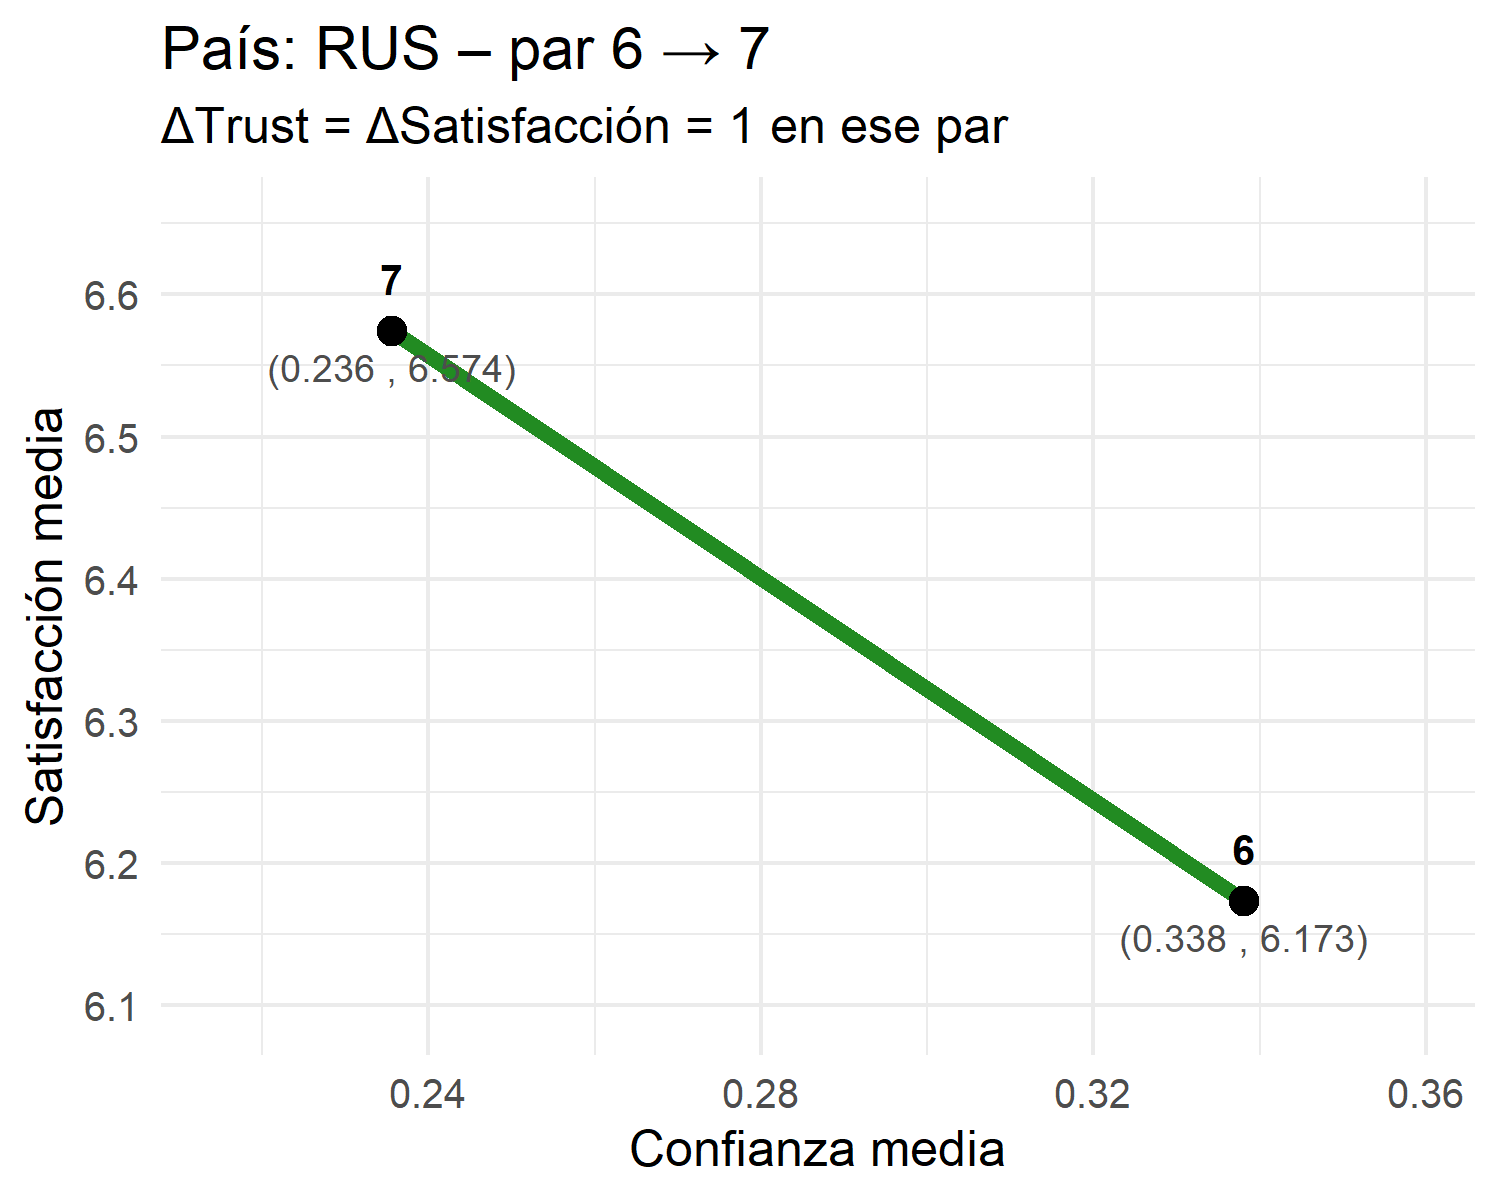 País: RUS – par 6 → 7
ΔTrust = ΔSatisfacción = 1 en ese par
Satisfacción media
6.6
6.5
6.4
6.3
6.2
6.1
7
(0.236 , 6.574)
6
(0.338 , 6.173)
0.24
0.28
0.32
0.36
Confianza media